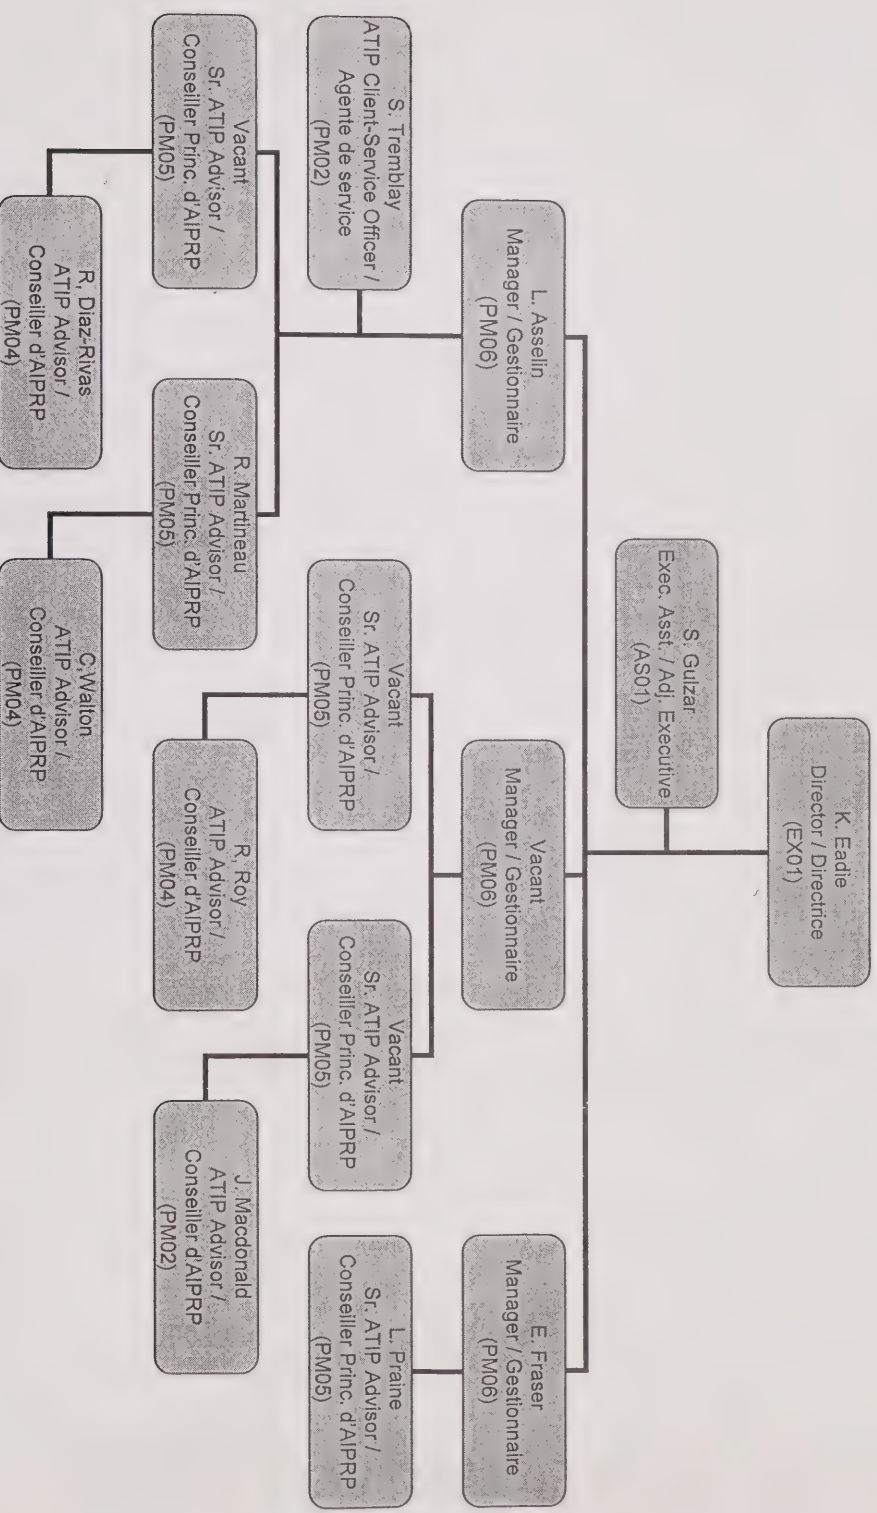 K. Eadie
Director / Directrice
(EX01)
S. Gulzar
Exec. Asst. / Adj. Executive
(AS01)
L. Asselin
Manager / Gestionnaire
(PM06)
Vacant
Manager / Gestionnaire
(PM06)
E. Fraser
Manager / Gestionnaire
(PM06)
S. Tremblay
ATIP Client-Service Officer /
Agente de service
(PM02)
Vacant
Sr. ATIP Advisor /
Conseiller Princ. d'AIPRP
(PM05)
Vacant
Sr. ATIP Advisor /
Conseiller Princ. d'AIPRP
(PM05)
L. Praine
Sr. ATIP Advisor /
Conseiller Princ. d'AIPRP
(PM05)
Vacant
Sr. ATIP Advisor /
Conseiller Princ. d'AIPRP
(PM05)
R. Martineau
Sr. ATIP Advisor /
Conseiller Princ. d'AIPRP
(PM05)
R, Roy
ATIP Advisor /
Conseiller d'AIPRP
(PM04)
J. Macdonald
ATIP Advisor /
Conseiller d'AIPRP
(PM02)
R, Diaz-Rivas
ATIP Advisor /
Conseiller d'AIPRP
(PM04)
C,Walton
ATIP Advisor /
Conseiller d'AIPRP
(PM04)